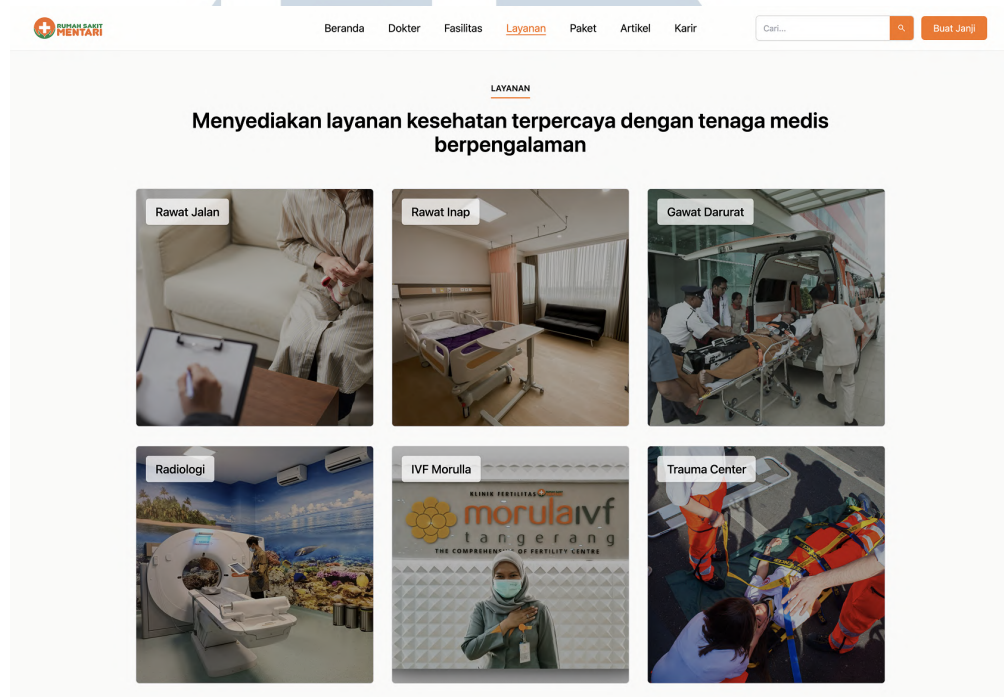 RUMAH SAKIT
MENTARI
Beranda
Dokter
Fasilitas
Layanan
Paket
Artikel
Karir
Cari...
Buat Janji
LAYANAN
Menyediakan layanan kesehatan terpercaya dengan tenaga medis
berpengalaman
Rawat Jalan
Rawat Inap
Gawat Darurat
Radiologi
IVF Morulla
Trauma Center
KLINIK FERTILITAS
morulaivf
tangerang
THE COMPREHENSIVE OF FERTILITY CENTRE